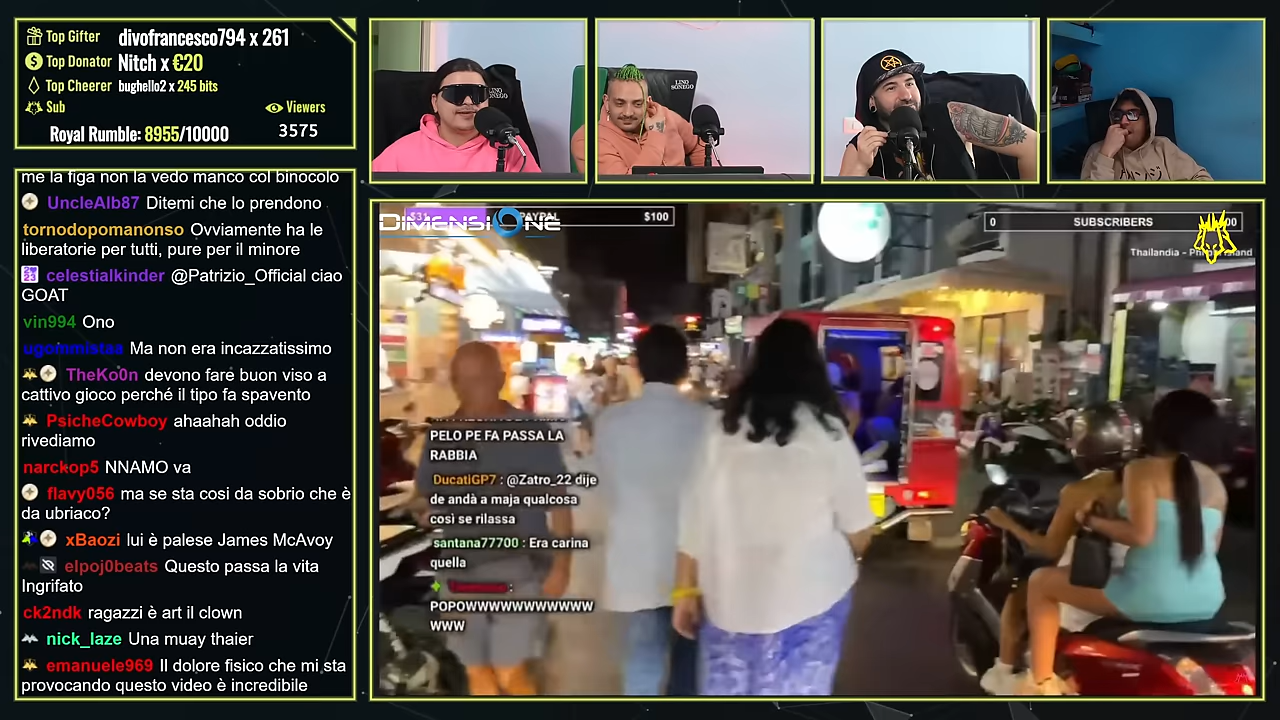 Top Gifter divofrancesco794 x 261
Top Donator Nitch x €20
Top Cheerer bughello2 x 245 bits
Sub
Viewers
Royal Rumble: 8955/10000
3575
me la figa non la vedo manco col binocolo
UncleAlb87 Ditemi che lo prendono
tornodopomanonso Ovviamente ha le
liberatorie per tutti, pure per il minore
celestialkinder @Patrizio_Official ciao
GOAT
vin994 Ono
ugommistaa Ma non era incazzatissimo
TheKo0n devono fare buon viso a
cattivo gioco perché il tipo fa spavento
PsicheCowboy ahaahah oddio
rivediamo
narckop5 NNAMO va
flavy056 ma se sta cosi da sobrio che è
da ubriaco?
xBaozi lui è palese James McAvoy
elpoj0beats Questo passa la vita
Ingrifato
ck2ndk ragazzi è art il clown
nick_laze Una muay thaier
emanuele969 Il dolore fisico che mi sta
provocando questo video è incredibile
LINO
SONEGO
LINO
SONEGO
DIMENSIONE
$31
PAYPAL
$100
0
SUBSCRIBERS
Thailandia -
PELO PE FA PASSA LA
RABBIA
DucatiGP7 : @Zatro_22 dije
de andà a maja qualcosa
così se rilassa
santana77700 : Era carina
quella
POPOWWWWWWWWWWW
WWW